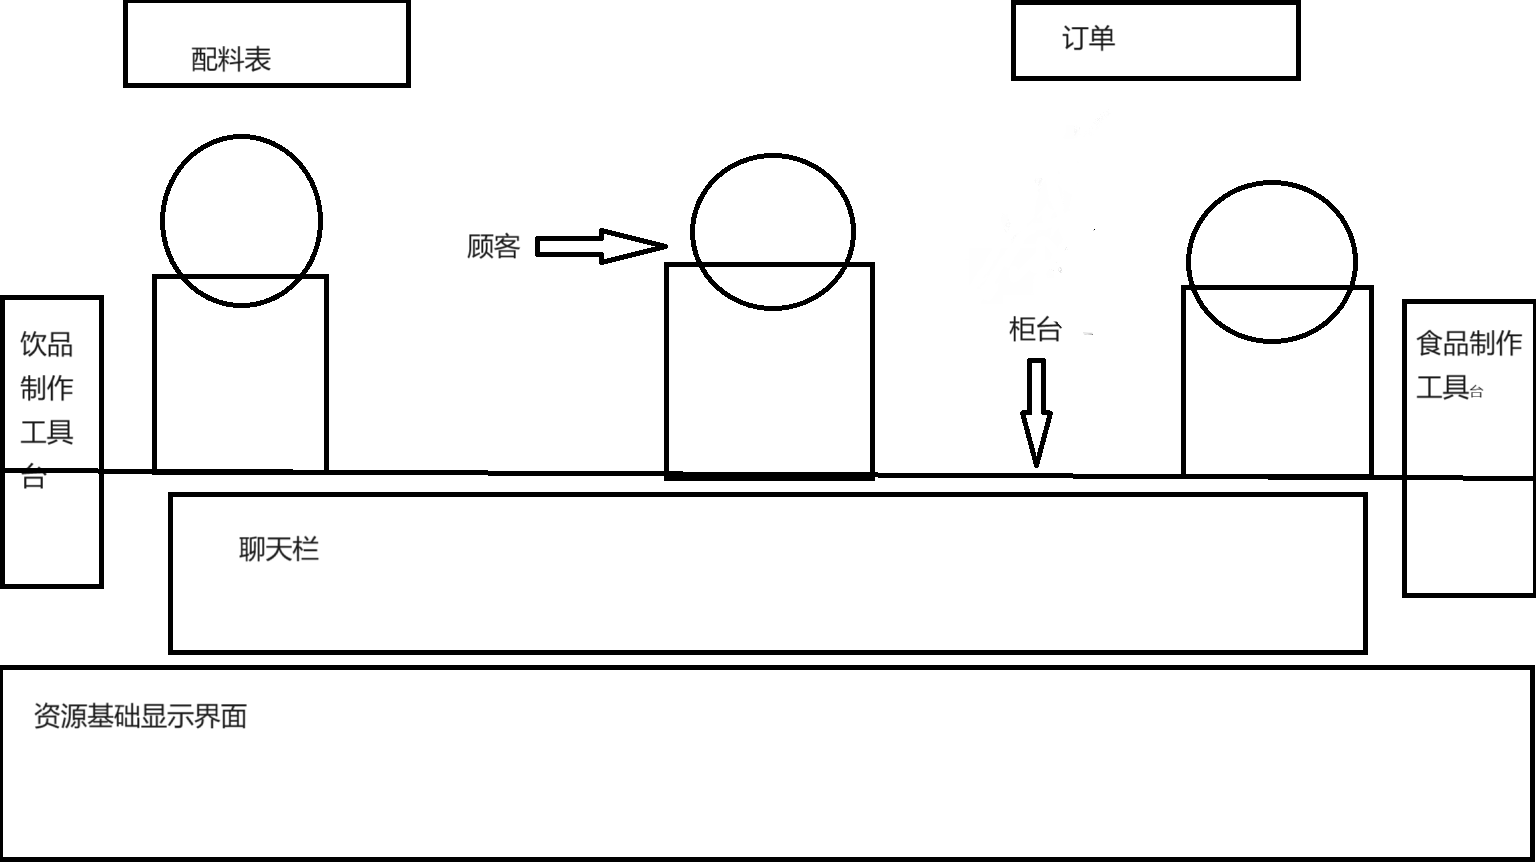 配料表
订单
顾客
柜台
饮品
制作
工具
台
食品制作
工具台
聊天栏
资源基础显示界面